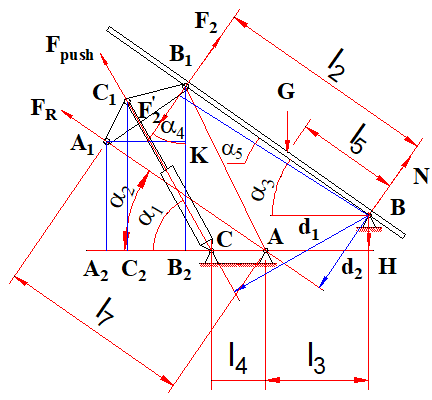 F₂
B₁
l₂
Fpush
C₁
F₂'
G
FR
α₄
l₅
A₁
K
α₅
N
α₂
α₁
α₃
B
d₁
C
A
d₂
H
A₂
C₂
B₂
l₇
l₄
l₃